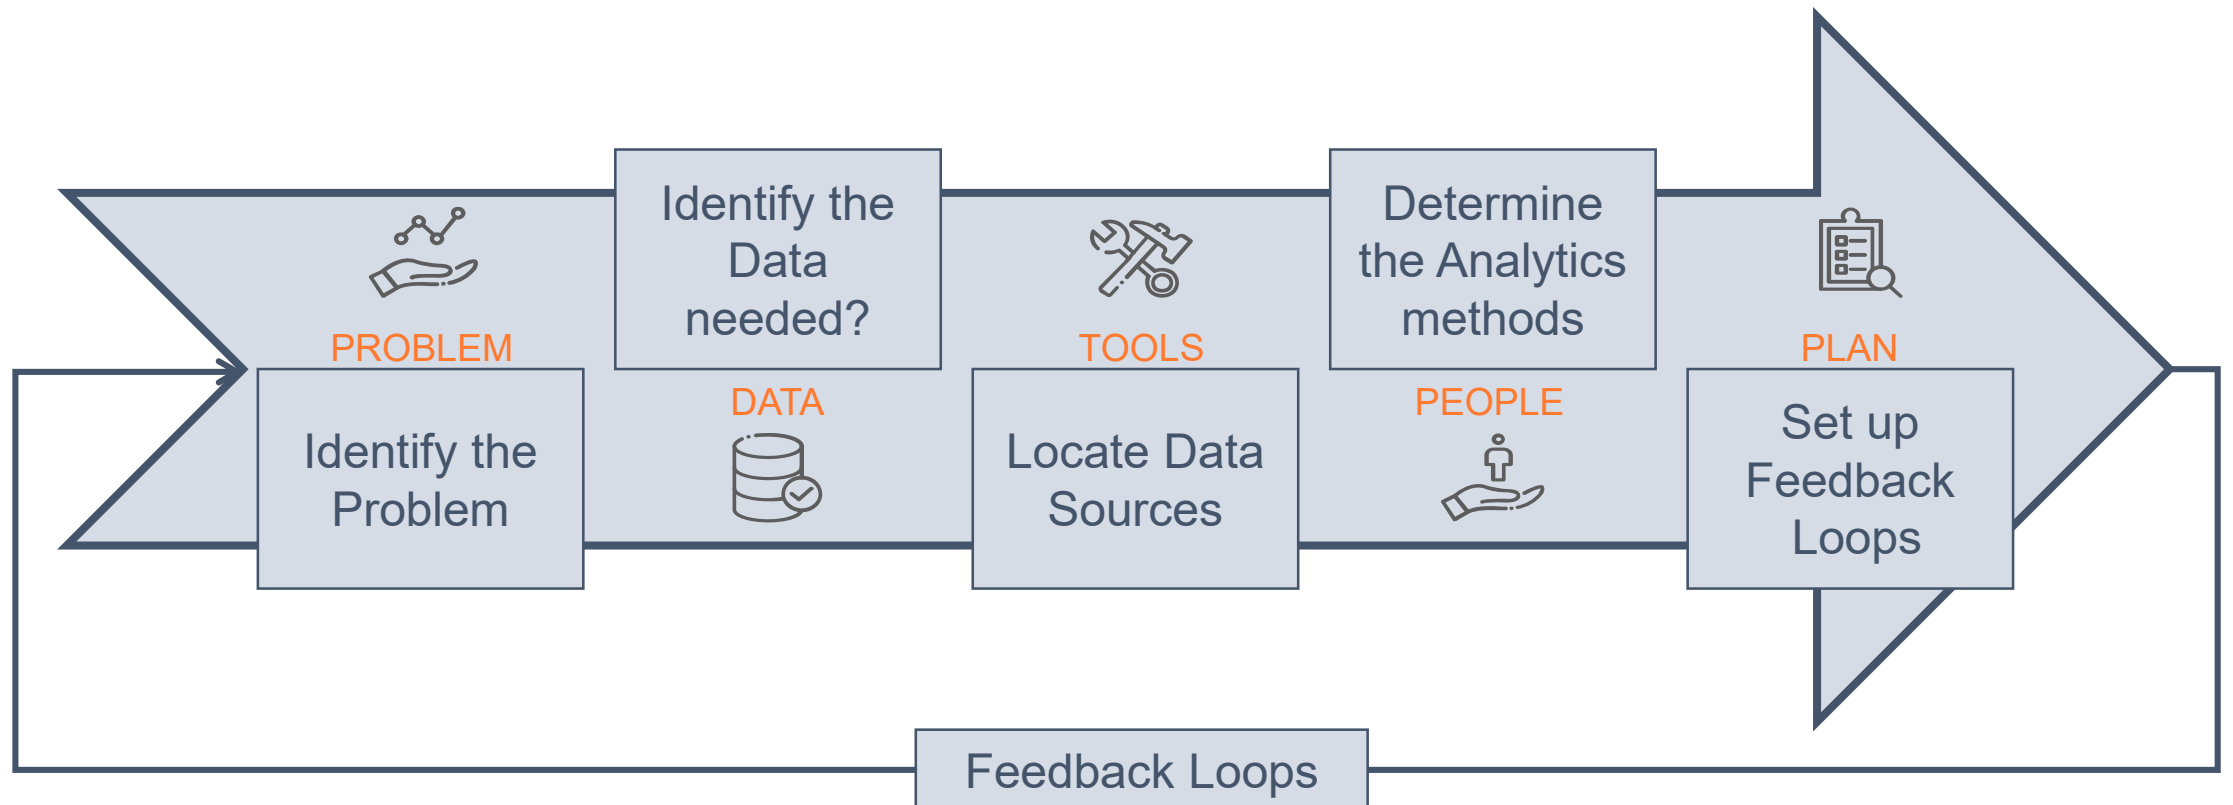 PROBLEM
Identify the
Problem
Identify the
Data
needed?
DATA
TOOLS
Locate Data
Sources
Determine
the Analytics
methods
PEOPLE
PLAN
Set up
Feedback
Loops
Feedback Loops